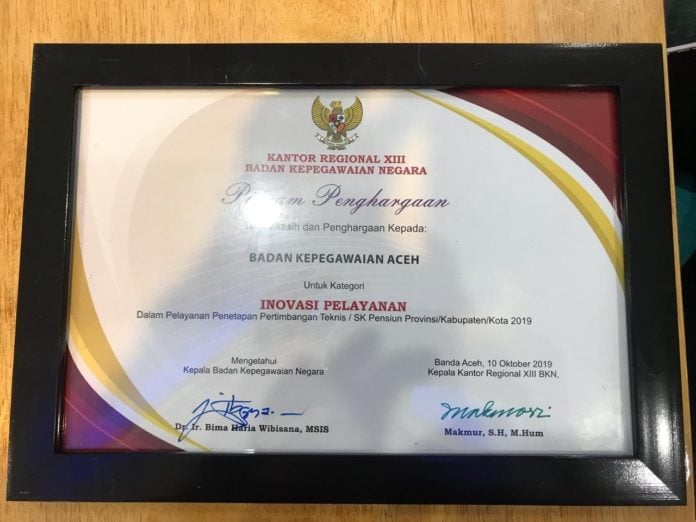 KANTOR REGIONAL XIII
BADAN KEPEGAWAIAN NEGARA
Penghargaan
dan Penghargaan Kepada:
BADAN KEPEGAWAIAN ACEH
Untuk Kategori
INOVASI PELAYANAN
Dalam Pelayanan Penetapan Pertimbangan Teknis / SK Pensiun Provinsi/Kabupaten/Kota 2019
Mengetahui
Kepala Badan Kepegawaian Negara
Dr. Ir. Bima Haria Wibisana, MSIS
Banda Aceh, 10 Oktober 2019
Kepala Kantor Regional XIII BKN,
Makmur, S.H, M.Hum